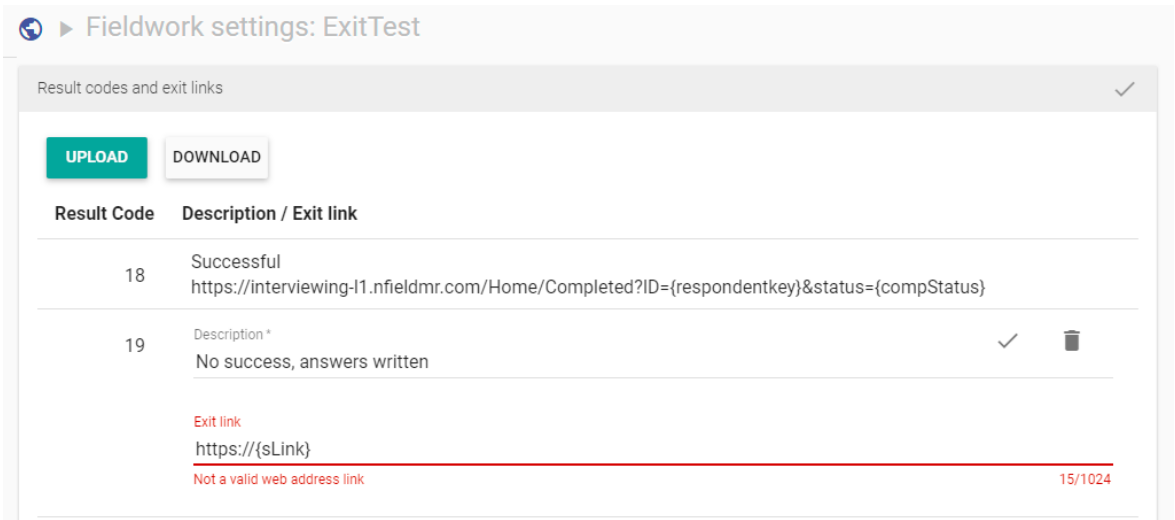 Fieldwork settings: ExitTest
Result codes and exit links
UPLOAD DOWNLOAD
Result Code Description / Exit link
18
Successful
https://interviewing-l1.nfieldmr.com/Home/Completed?ID={respondentkey}&status={compStatus}
19
Description *
No success, answers written
Exit link
https://{sLink}
Not a valid web address link 15/1024